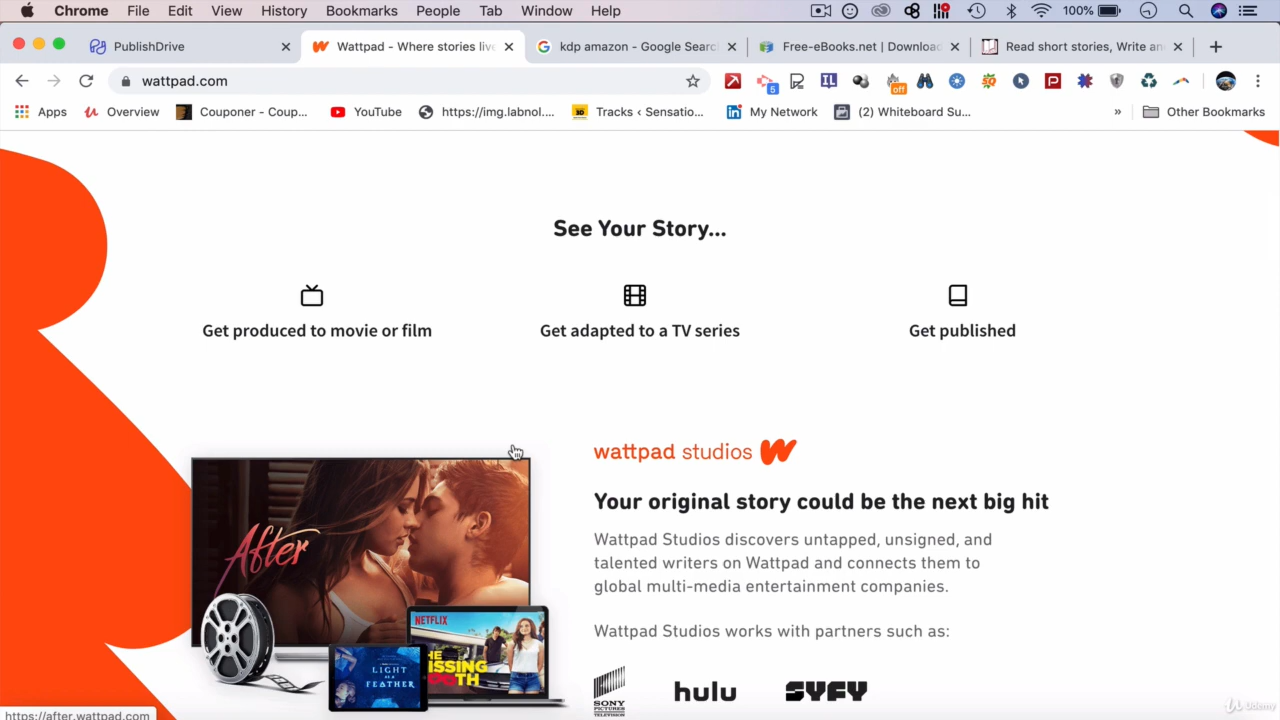 Chrome File Edit View History Bookmarks People Tab Window Help 100%
PublishDrive
Wattpad - Where stories live
kdp amazon - Google Searc
Free-eBooks.net | Download
Read short stories, Write an
wattpad.com
5
off
Apps Overview Couponer - Coup... YouTube https://img.labnol.... Tracks ‹ Sensatio... My Network (2) Whiteboard Su... » Other Bookmarks
See Your Story...
Get produced to movie or film
Get adapted to a TV series
Get published
wattpad studios
Your original story could be the next big hit
Wattpad Studios discovers untapped, unsigned, and
talented writers on Wattpad and connects them to
global multi-media entertainment companies.
Wattpad Studios works with partners such as:
After
NETFLIX
LIGHT
AS A
FEATHER
SONY
PICTURES
TELEVISION
hulu
SYFY
https://after.wattpad.com
Udemy